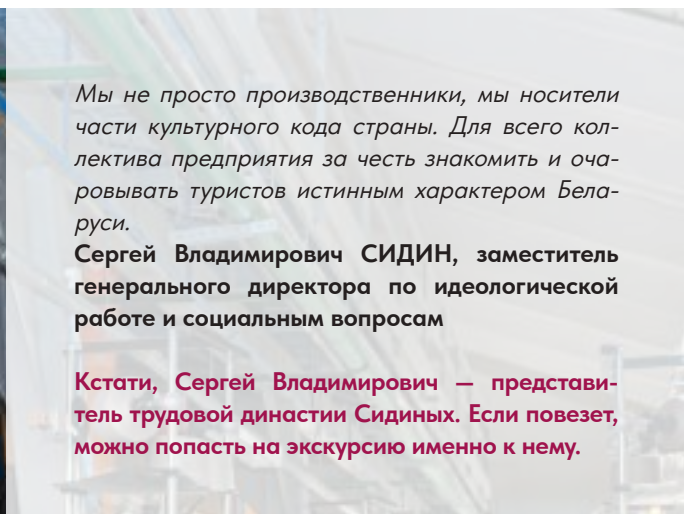 Мы не просто производственники, мы носители
части культурного кода страны. Для всего кол-
лектива предприятия за честь знакомить и оча-
ровывать туристов истинным характером Бела-
руси.
Сергей Владимирович СИДИН, заместитель
генерального директора по идеологической
работе и социальным вопросам
Кстати, Сергей Владимирович — представи-
тель трудовой династии Сидиных. Если повезет,
можно попасть на экскурсию именно к нему.